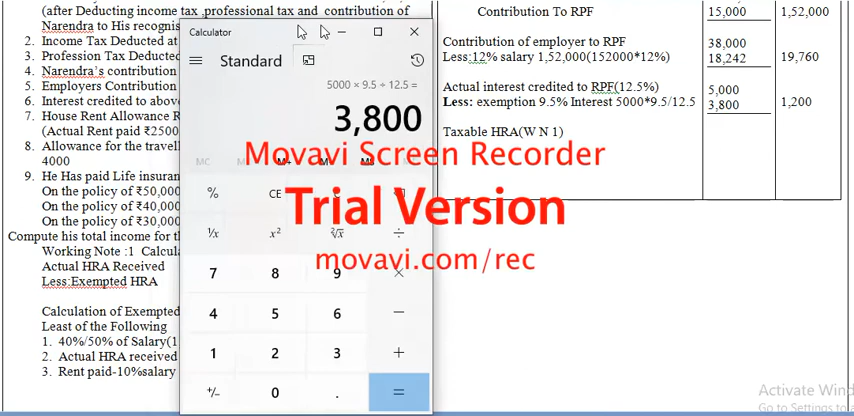 (after Deducting income tax ,professional tax and contribution of
Narendra to His recognis
2. Income Tax Deducted at
3. Profession Tax Deducted
4. Narendra's contribution
5. Employers Contribution
6. Interest credited to above
7. House Rent Allowance R
(Actual Rent paid ₹2500
8. Allowance for the travell
4000
9. He Has paid Life insuran
On the policy of ₹50,000
On the policy of ₹40,000
On the policy of ₹30,000
Compute his total income for th
Working Note :1 Calcula
Actual HRA Received
Less:Exempted HRA
Calculation of Exempted
Least of the Following
1. 40%/50% of Salary(1
2. Actual HRA received
3. Rent paid-10%salary
Calculator
Standard
5000 × 9.5 ÷ 12.5 =
3,800
MC M+
% CE
¹/x x² ²√x ÷
7 8 9 ×
4 5 6 −
1 2 3 +
+/- 0 . =
Contribution To RPF 15,000 1,52,000
Contribution of employer to RPF 38,000
Less:12% salary 1,52,000(152000*12%) 18,242 19,760
Actual interest credited to RPF(12.5%) 5,000
Less: exemption 9.5% Interest 5000*9.5/12.5 3,800 1,200
Taxable HRA(W N 1)
Movavi Screen Recorder
Trial Version
movavi.com/rec
Activate Wind
Go to Settings to a